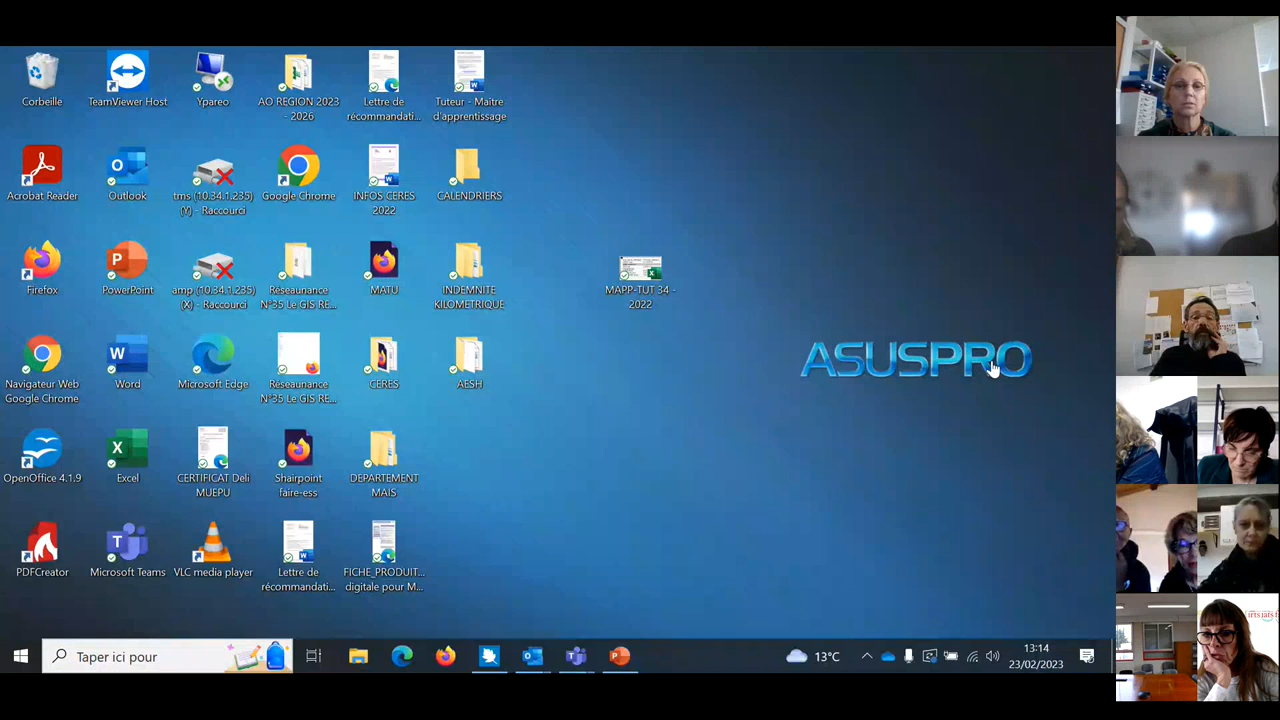 Corbeille
TeamViewer Host
Ypareo
AO REGION 2023
- 2026
Lettre de
récommandati...
Tuteur - Maitre
d'apprentissage
Acrobat Reader
Outlook
tms (10.34.1.235)
(Y) - Raccourci
Google Chrome
INFOS CERES
2022
CALENDRIERS
Firefox
PowerPoint
amp (10.34.1.235)
(X) - Raccourci
Réseaunance
N°35 Le GIS RE...
MATU
INDEMNITE
KILOMETRIQUE
MAPP-TUT 34 -
2022
Navigateur Web
Google Chrome
Word
Microsoft Edge
Réseaunance
N°35 Le GIS RE...
CERES
AESH
ASUSPRO
OpenOffice 4.1.9
Excel
CERTIFICAT Deli
MUEPU
Shairpoint
faire-ess
DEPARTEMENT
MAIS
PDFCreator
Microsoft Teams
VLC media player
Lettre de
récommandati...
FICHE_PRODUIT...
digitale pour M...
Taper ici pour
13°C
13:14
23/02/2023